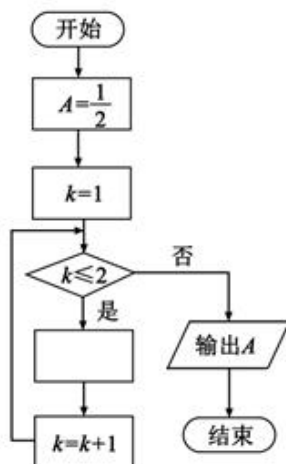 开始
A=1/2
k=1
k≤2
否
是
输出A
k=k+1
结束